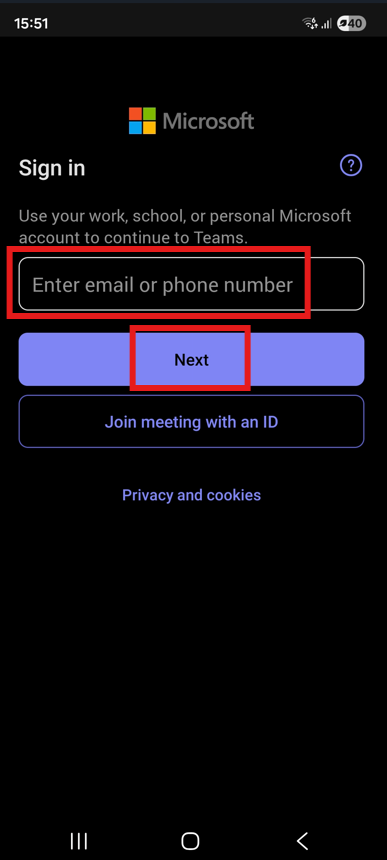 15:51
40
Microsoft
Sign in
?
Use your work, school, or personal Microsoft
account to continue to Teams.
Enter email or phone number
Next
Join meeting with an ID
Privacy and cookies